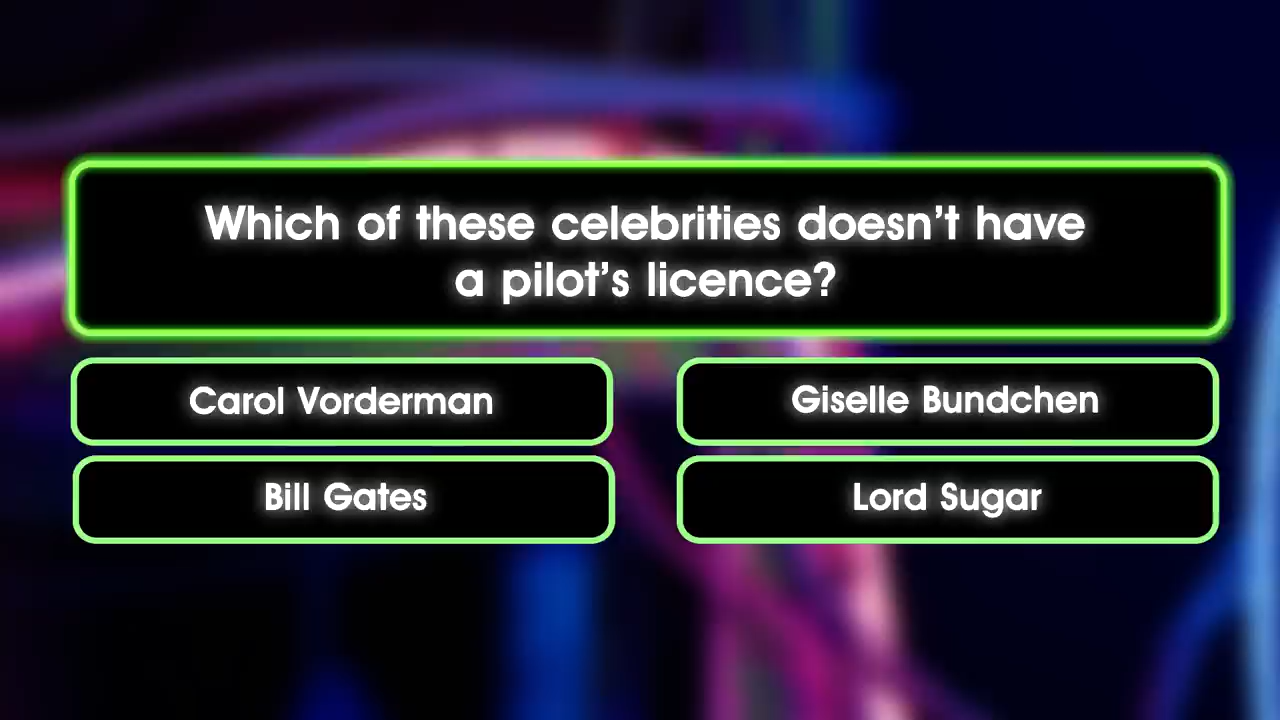 Which of these celebrities doesn’t have
a pilot’s licence?
Carol Vorderman
Giselle Bundchen
Bill Gates
Lord Sugar